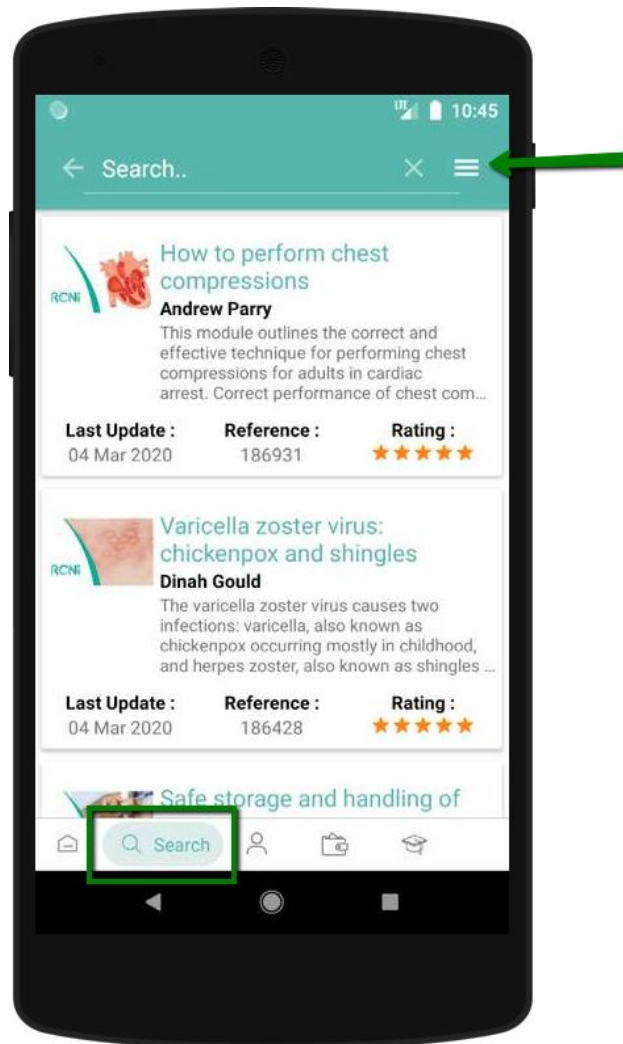 LTE 10:45
Search..
How to perform chest
compressions
RCNi
Andrew Parry
This module outlines the correct and
effective technique for performing chest
compressions for adults in cardiac
arrest. Correct performance of chest com...
Last Update : Reference : Rating :
04 Mar 2020 186931
Varicella zoster virus:
chickenpox and shingles
RCNi
Dinah Gould
The varicella zoster virus causes two
infections: varicella, also known as
chickenpox occurring mostly in childhood,
and herpes zoster, also known as shingles ...
Last Update : Reference : Rating :
04 Mar 2020 186428
Safe storage and handling of
Search